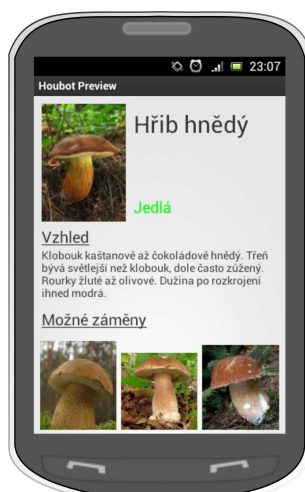 23:07
Houbot Preview
Hřib hnědý
Jedlá
Vzhled
Klobouk kaštanově až čokoládově hnědý. Třeň
bývá světlejší než klobouk, dole často zúžený.
Rourky žluté až olivové. Dužina po rozkrojení
ihned modrá.
Možné záměny